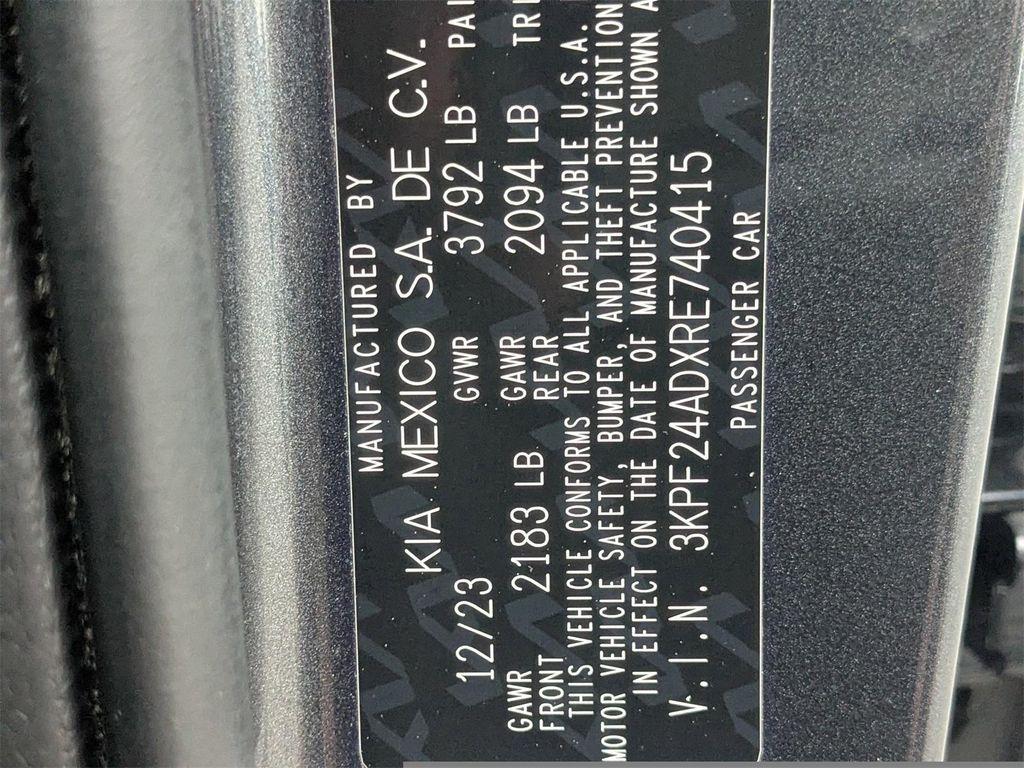 MANUFACTURED BY
KIA MEXICO S.A. DE C.V.
12/23 GVWR 3792 LB PAI
GAWR FRONT 2183 LB GAWR REAR 2094 LB TRI
THIS VEHICLE CONFORMS TO ALL APPLICABLE U.S.A.
MOTOR VEHICLE SAFETY, BUMPER, AND THEFT PREVENTION
IN EFFECT ON THE DATE OF MANUFACTURE SHOWN A
V.I.N. 3KPF24ADXRE740415
PASSENGER CAR